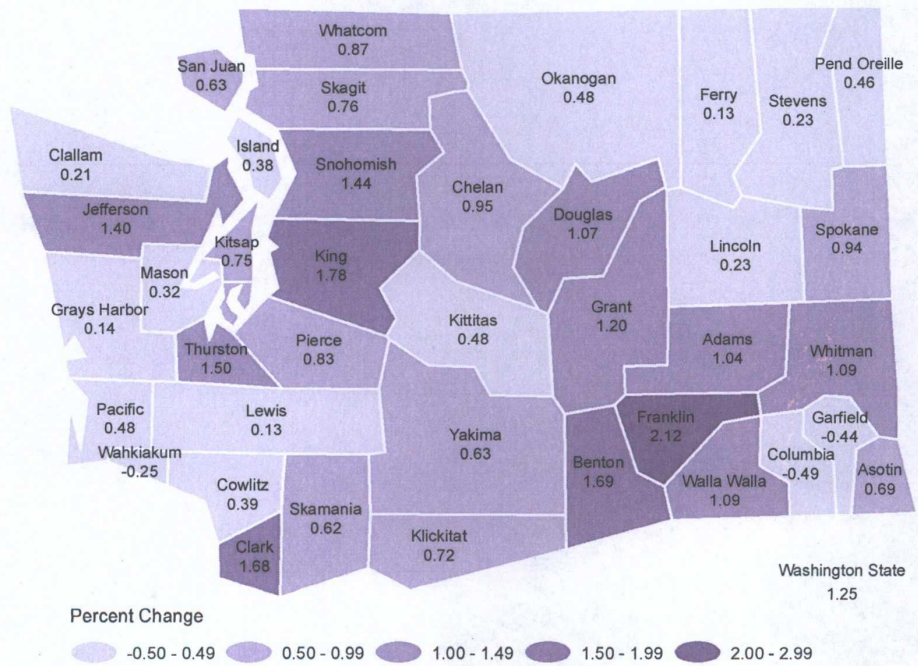 Whatcom
0.87
San Juan
0.63
Skagit
0.76
Okanogan
0.48
Ferry
0.13
Stevens
0.23
Pend Oreille
0.46
Clallam
0.21
Island
0.38
Snohomish
1.44
Chelan
0.95
Jefferson
1.40
Kitsap
0.75
Douglas
1.07
Lincoln
0.23
Spokane
0.94
Mason
0.32
King
1.78
Grays Harbor
0.14
Kittitas
0.48
Grant
1.20
Thurston
1.50
Pierce
0.83
Adams
1.04
Whitman
1.09
Pacific
0.48
Lewis
0.13
Yakima
0.63
Franklin
2.12
Garfield
-0.44
Wahkiakum
-0.25
Benton
1.69
Columbia
-0.49
Walla Walla
1.09
Asotin
0.69
Cowlitz
0.39
Skamania
0.62
Klickitat
0.72
Clark
1.68
Washington State
1.25
Percent Change
-0.50 - 0.49 0.50 - 0.99 1.00 - 1.49 1.50 - 1.99 2.00 - 2.99